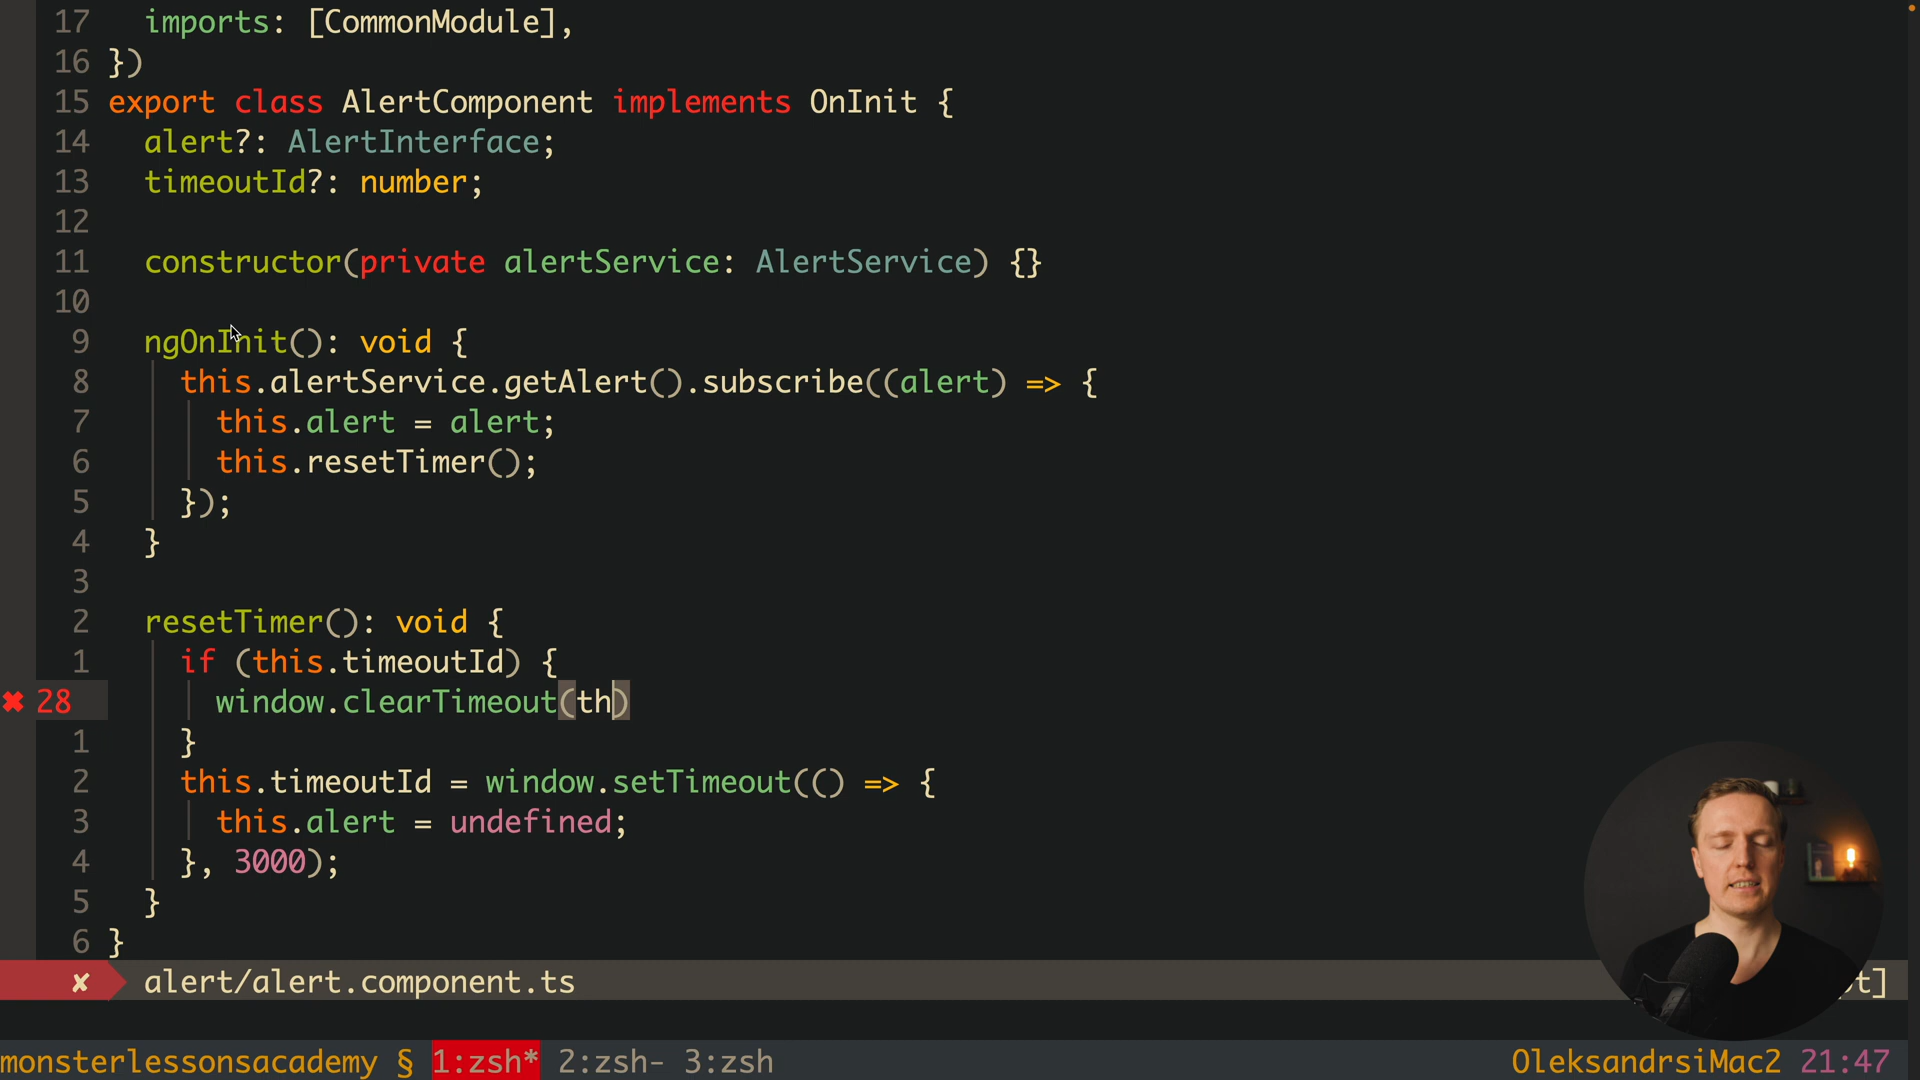 17 imports: [CommonModule],
16 })
15 export class AlertComponent implements OnInit {
14 alert?: AlertInterface;
13 timeoutId?: number;
12
11 constructor(private alertService: AlertService) {}
10
9 ngOnInit(): void {
8 this.alertService.getAlert().subscribe((alert) => {
7 this.alert = alert;
6 this.resetTimer();
5 });
4 }
3
2 resetTimer(): void {
1 if (this.timeoutId) {
✖ 28 window.clearTimeout(th)
1 }
2 this.timeoutId = window.setTimeout(() => {
3 this.alert = undefined;
4 }, 3000);
5 }
6 }
✘ alert/alert.component.ts t]
monsterlessonsacademy § 1:zsh* 2:zsh- 3:zsh OleksandrsiMac2 21:47